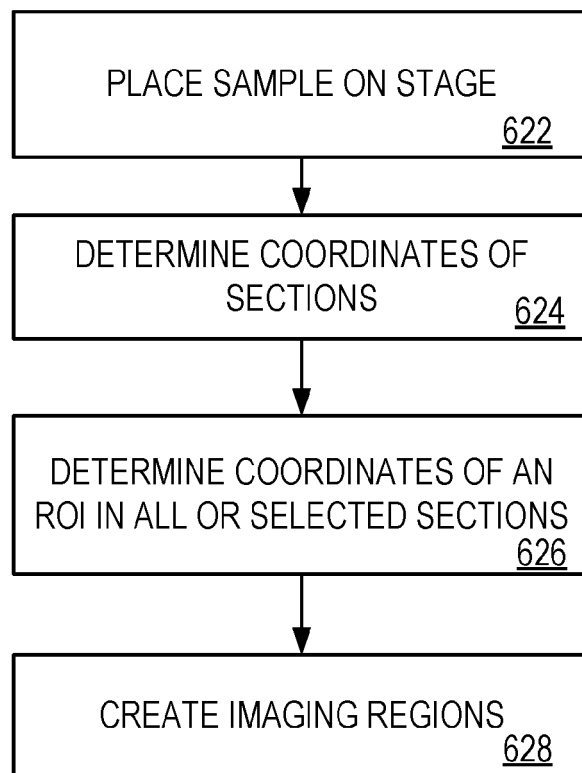 PLACE SAMPLE ON STAGE
622
DETERMINE COORDINATES OF
SECTIONS
624
DETERMINE COORDINATES OF AN
ROI IN ALL OR SELECTED SECTIONS
626
CREATE IMAGING REGIONS
628